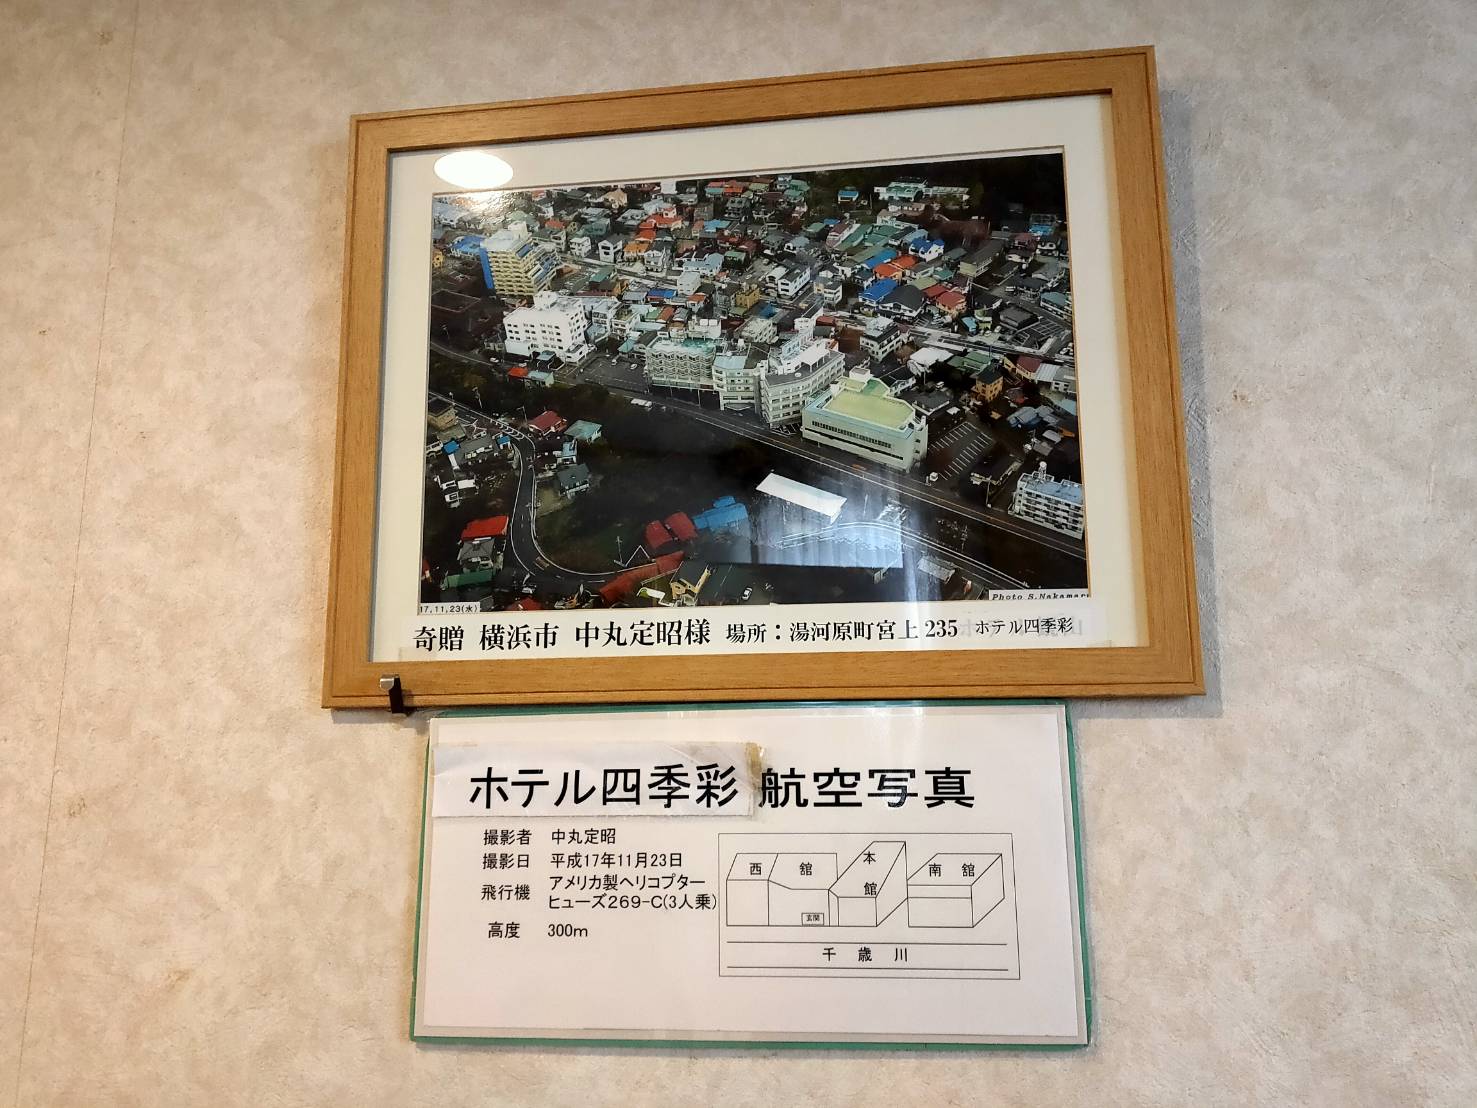 17,11,23(水)
Photo S.Nakamaru
奇贈 横浜市 中丸定昭様 場所：湯河原町宮上235 ホテル四季彩
ホテル四季彩 航空写真
撮影者 中丸定昭
撮影日 平成17年11月23日
飛行機 アメリカ製ヘリコプター
ヒューズ269-C(3人乗)
高度 300m
西 舘
本
館
南 舘
玄関
千歳川